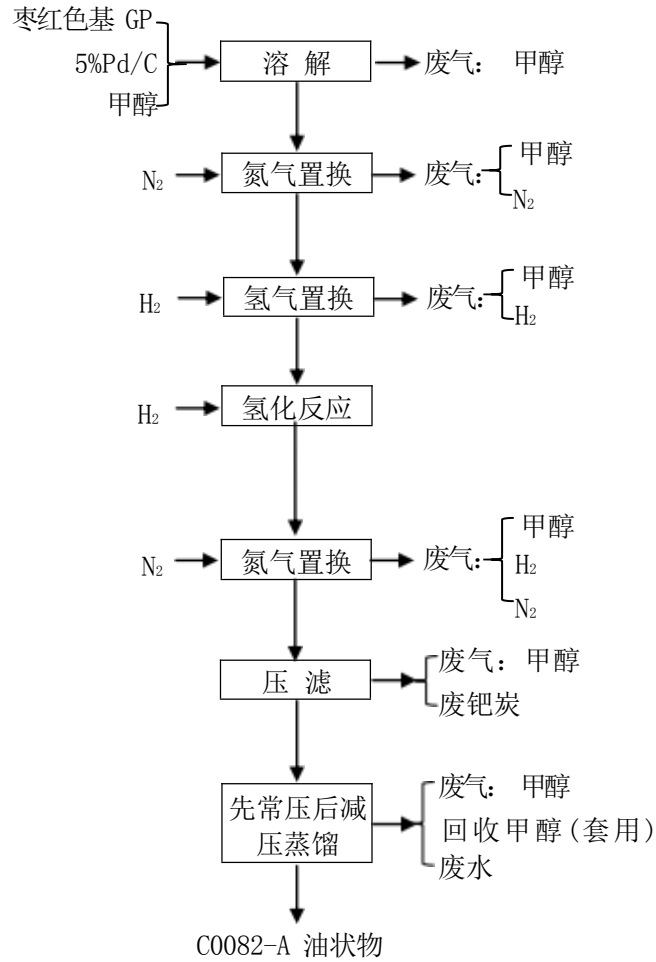 枣红色基 GP
5%Pd/C
甲醇
溶 解
废气： 甲醇
N₂
氮气置换
废气：
甲醇
N₂
H₂
氢气置换
废气：
甲醇
H₂
H₂
氢化反应
N₂
氮气置换
废气：
甲醇
H₂
N₂
压 滤
废气：甲醇
废钯炭
先常压后减
压蒸馏
废气： 甲醇
回收甲醇(套用)
废水
C0082-A 油状物